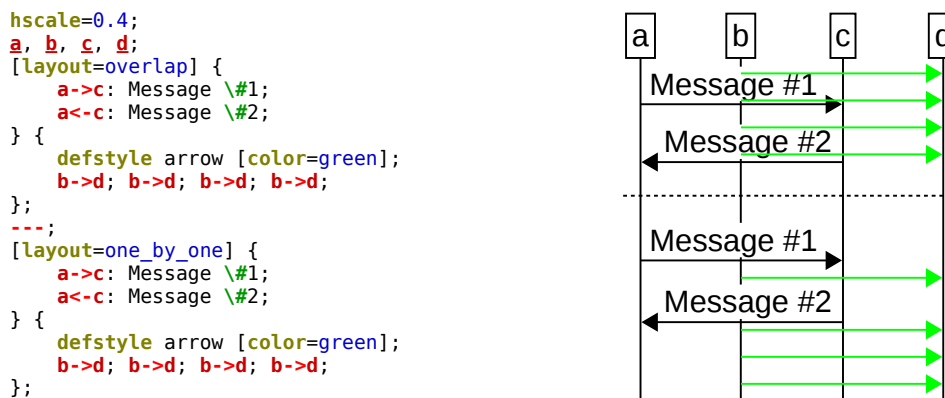 hscale=0.4;
a, b, c, d;
[layout=overlap] {
    a->c: Message \#1;
    a<-c: Message \#2;
} {
    defstyle arrow [color=green];
    b->d; b->d; b->d; b->d;
};
---;
[layout=one_by_one] {
    a->c: Message \#1;
    a<-c: Message \#2;
} {
    defstyle arrow [color=green];
    b->d; b->d; b->d; b->d;
};
a b c d
Message #1
Message #2
Message #1
Message #2